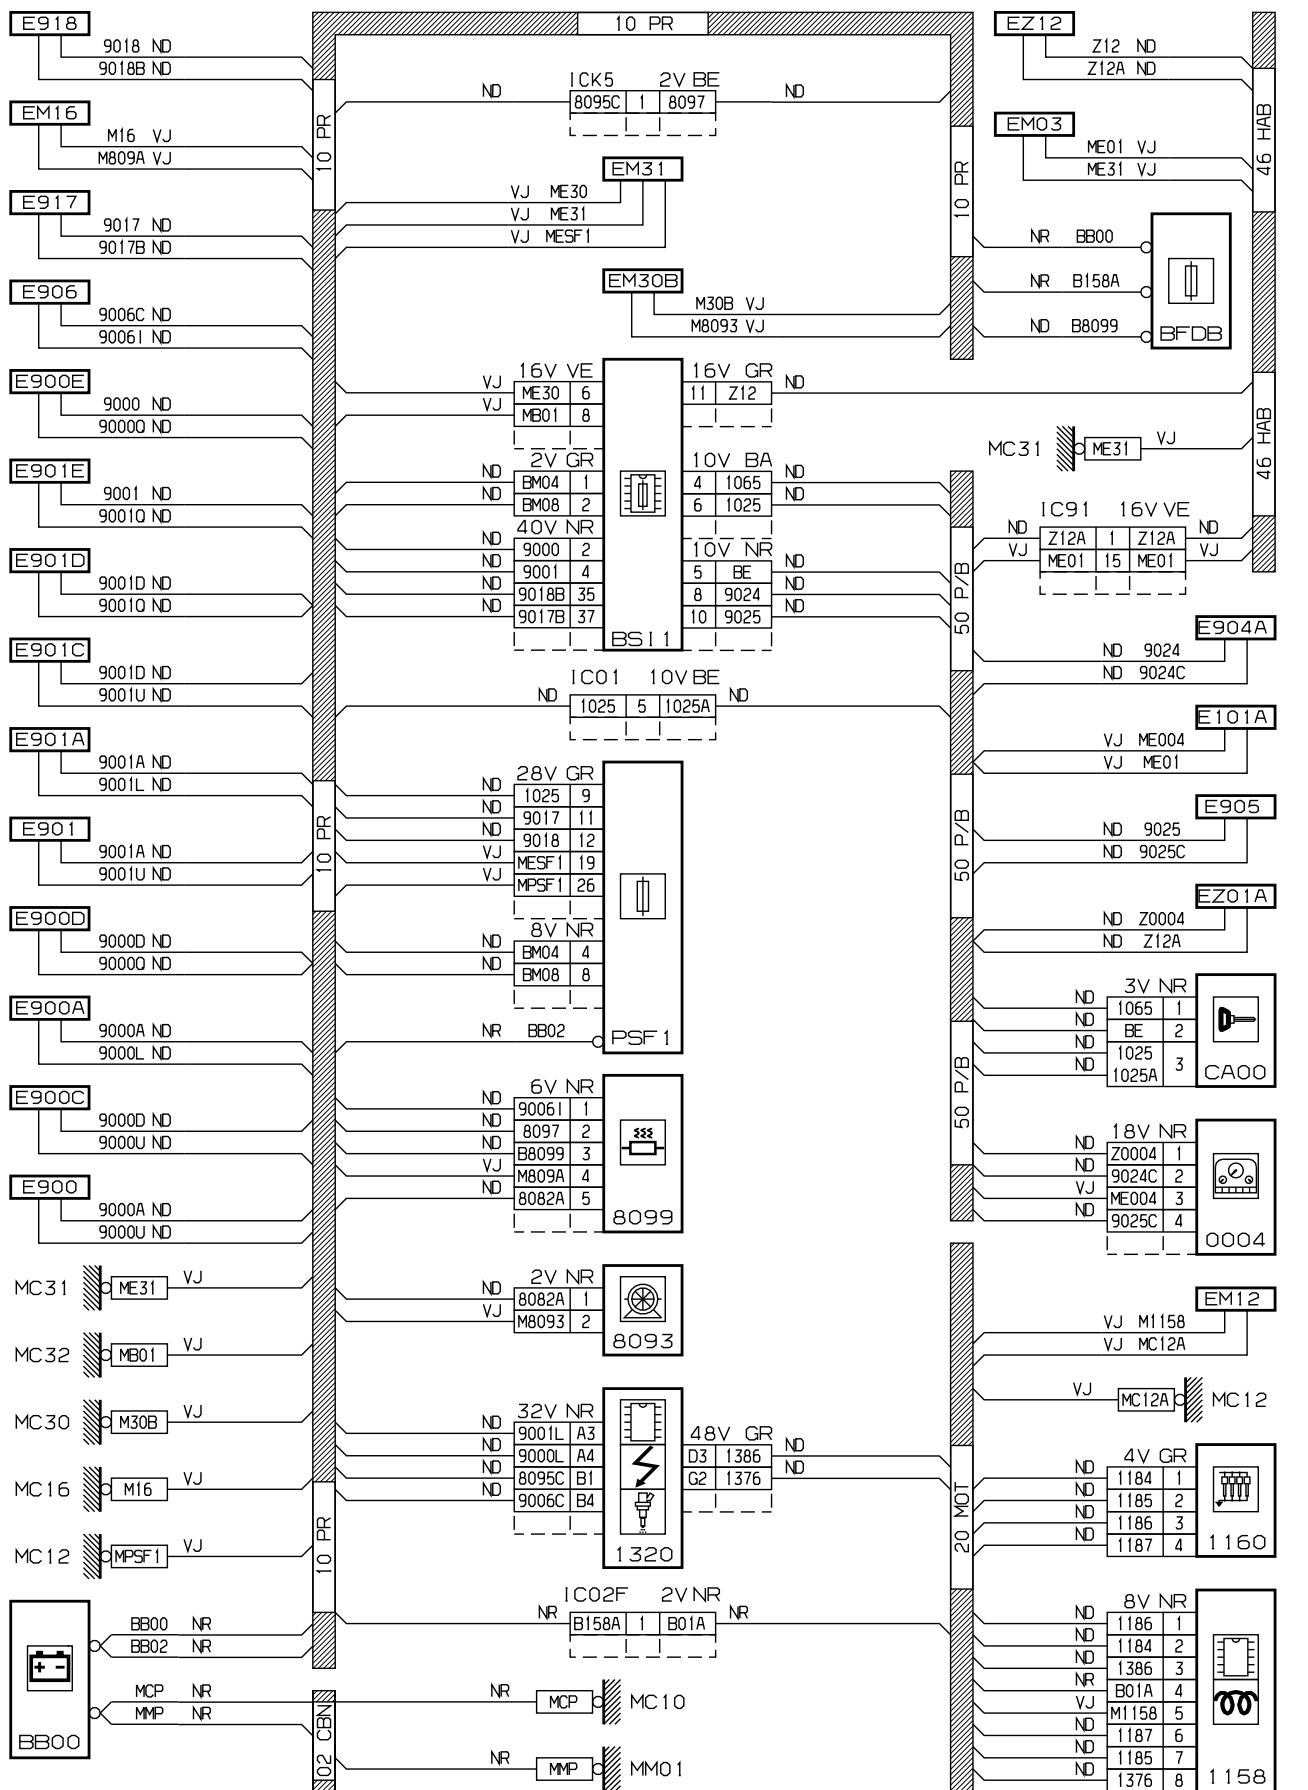 10 PR
E918
9018 ND
9018B ND
EM16
M16 VJ
M809A VJ
E917
9017 ND
9017B ND
E906
9006C ND
9006I ND
E900E
9000 ND
9000Q ND
E901E
9001 ND
9001Q ND
E901D
9001D ND
9001Q ND
E901C
9001D ND
9001U ND
E901A
9001A ND
9001L ND
E901
9001A ND
9001U ND
E900D
9000D ND
9000Q ND
E900A
9000A ND
9000L ND
E900C
9000D ND
9000U ND
E900
9000A ND
9000U ND
MC31 ME31 VJ
MC32 MB01 VJ
MC30 M30B VJ
MC16 M16 VJ
MC12 MPSF1 VJ
BB00 NR
BB02 NR
MCP NR
MMP NR
BB00
10 PR
10 PR
10 PR
02 CBN
ICK5 2V BE
ND 8095C 1 8097 ND
EM31
VJ ME30
VJ ME31
VJ MESF1
EM30B
M30B VJ
M8093 VJ
16V VE 16V GR
VJ ME30 6 11 Z12 ND
VJ MB01 8
2V GR 10V BA
ND BM04 1 4 1065 ND
ND BM08 2 6 1025 ND
40V NR 10V NR
ND 9000 2
ND 9001 4 5 BE ND
ND 9018B 35 8 9024 ND
ND 9017B 37 10 9025 ND
BSI1
IC01 10V BE
ND 1025 5 1025A ND
28V GR
ND 1025 9
ND 9017 11
ND 9018 12
VJ MESF1 19
VJ MPSF1 26
8V NR
ND BM04 4
ND BM08 8
NR BB02 PSF1
6V NR
ND 9006I 1
ND 8097 2
ND B8099 3
VJ M809A 4
ND 8082A 5
8099
2V NR
ND 8082A 1
VJ M8093 2
8093
32V NR 48V GR
ND 9001L A3
ND 9000L A4 D3 1386 ND
ND 8095C B1 G2 1376 ND
ND 9006C B4
1320
IC02F 2V NR
NR B158A 1 B01A NR
NR MCP MC10
NR MMP MM01
10 PR
50 P/B
50 P/B
50 P/B
20 MOT
EZ12
Z12 ND
Z12A ND
EM03
ME01 VJ
ME31 VJ
46 HAB
46 HAB
NR BB00
NR B158A
ND B8099
BFDB
MC31 ME31 VJ
IC91 16V VE
ND Z12A 1 Z12A ND
VJ ME01 15 ME01 VJ
E904A
ND 9024
ND 9024C
E101A
VJ ME004
VJ ME01
E905
ND 9025
ND 9025C
EZ01A
ND Z0004
ND Z12A
3V NR
ND 1065 1
ND BE 2
ND 1025 3
ND 1025A
CA00
18V NR
ND Z0004 1
ND 9024C 2
VJ ME004 3
ND 9025C 4
0004
EM12
VJ M1158
VJ MC12A
VJ MC12A MC12
4V GR
ND 1184 1
ND 1185 2
ND 1186 3
ND 1187 4
1160
8V NR
ND 1186 1
ND 1184 2
ND 1386 3
NR B01A 4
VJ M1158 5
ND 1187 6
ND 1185 7
ND 1376 8
1158